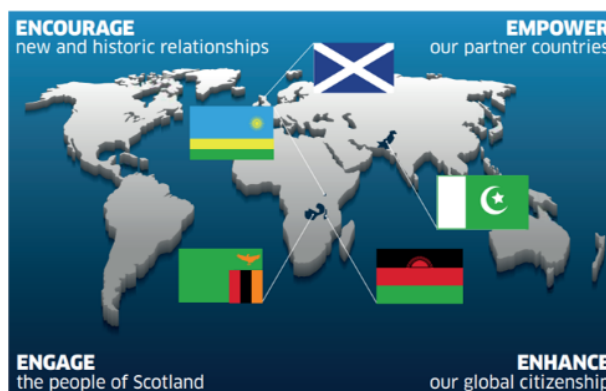 ENCOURAGE
new and historic relationships
EMPOWER
our partner countries
ENGAGE
the people of Scotland
ENHANCE
our global citizenship